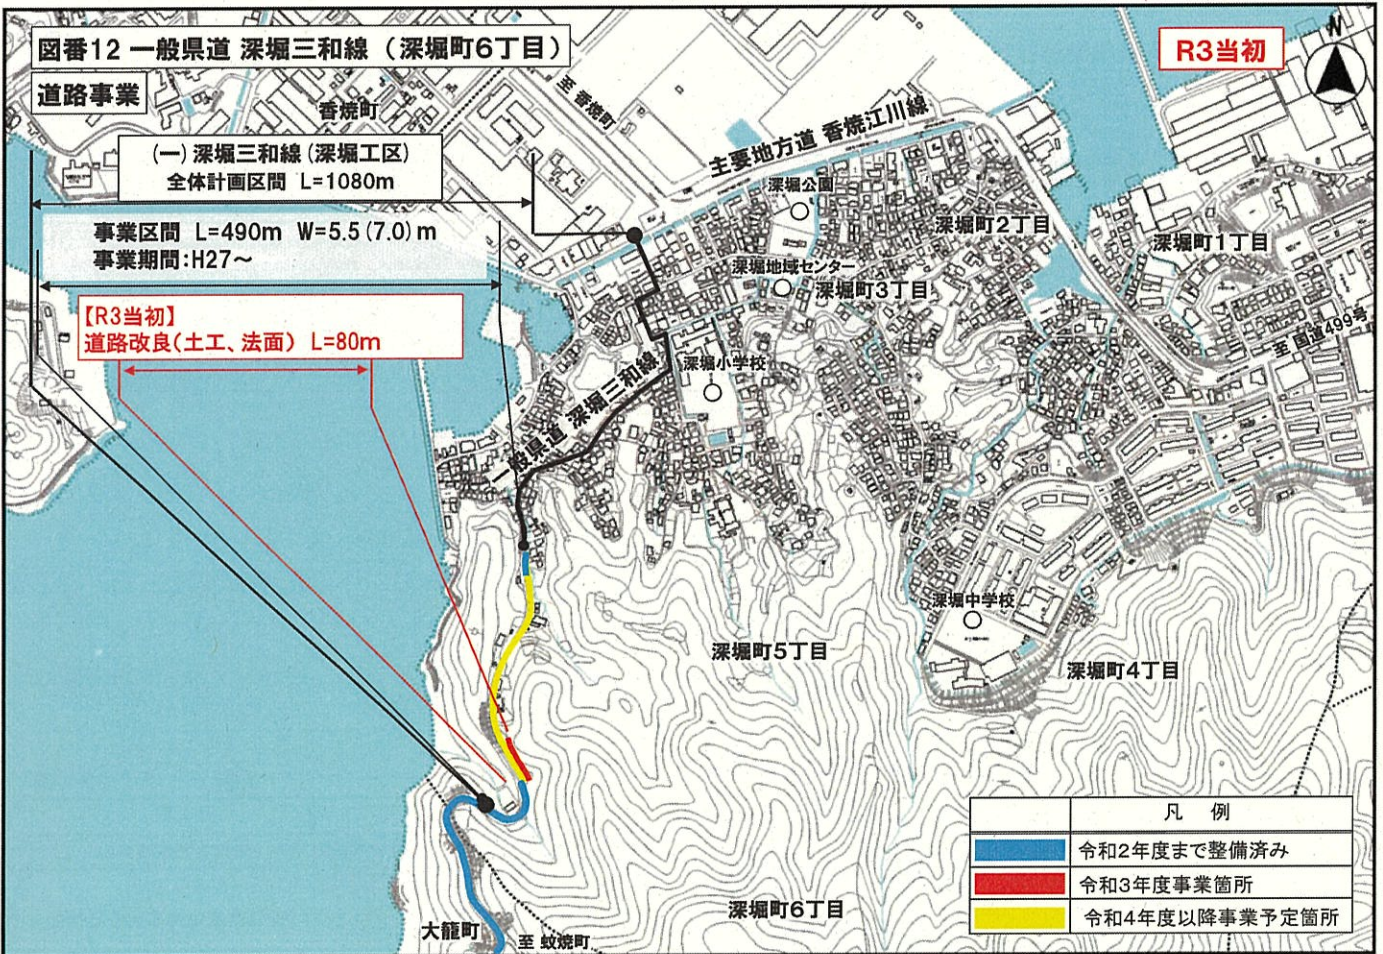 図番12 一般県道 深堀三和線 （深堀町6丁目）
道路事業
R3当初
N
香焼町
至 香焼町
主要地方道 香焼江川線
(一) 深堀三和線 (深堀工区)
全体計画区間 L=1080m
事業区間 L=490m W=5.5 (7.0) m
事業期間:H27～
【R3当初】
道路改良(土工、法面) L=80m
深堀公園
深堀町2丁目
深堀町1丁目
深堀地域センター
深堀町3丁目
至 国道499号
深堀小学校
一般県道 深堀三和線
深堀中学校
深堀町5丁目
深堀町4丁目
深堀町6丁目
大籠町
至 蚊焼町
凡 例
令和2年度まで整備済み
令和3年度事業箇所
令和4年度以降事業予定箇所